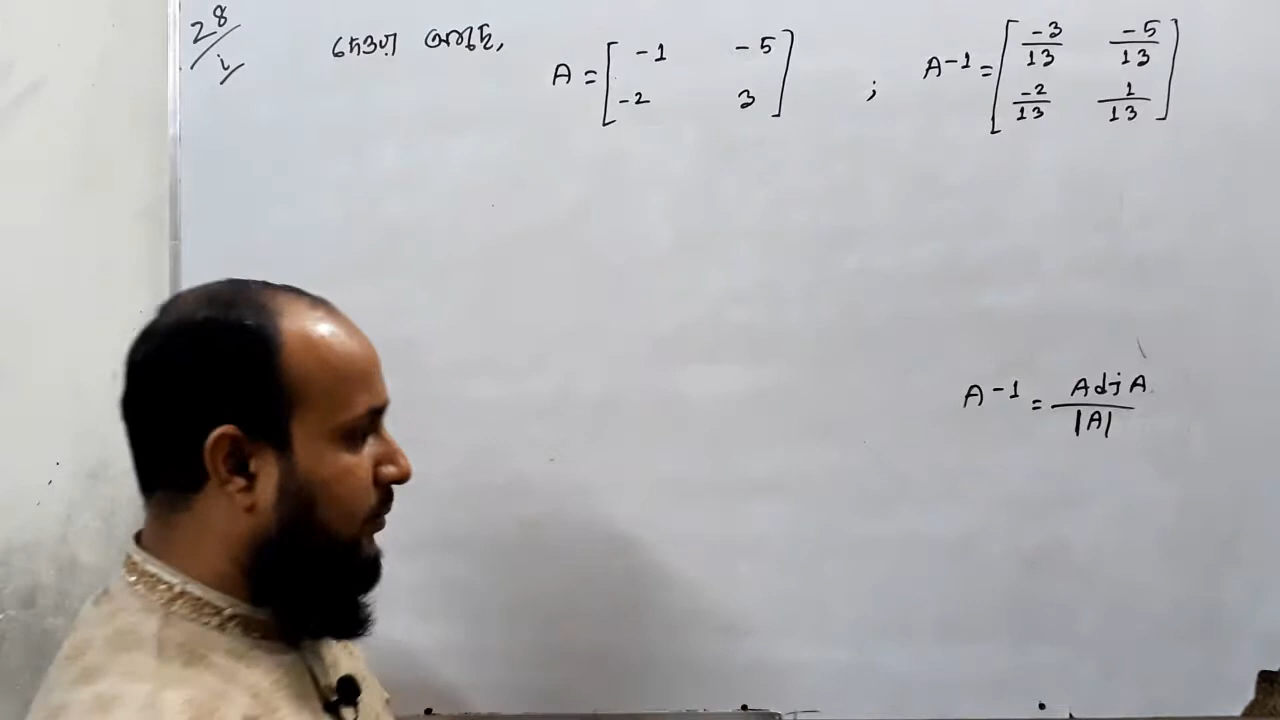 28/i
দেওয়া আছে, A = [ -1 -5 ; -2 3 ] ; A-1 = [ -3/13 -5/13 ; -2/13 1/13 ]
A-1 = Adj A / |A|